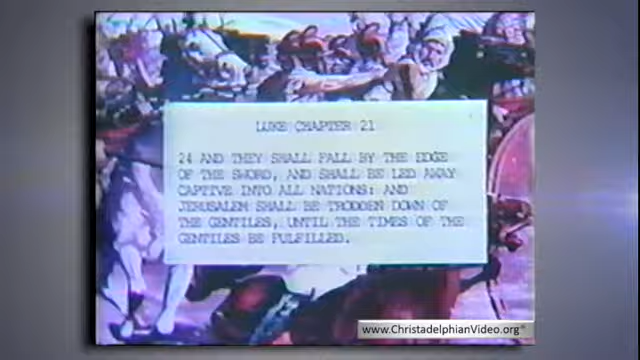 LUKE CHAPTER 21
24 AND THEY SHALL FALL BY THE EDGE
OF THE SWORD, AND SHALL BE LED AWAY
CAPTIVE INTO ALL NATIONS: AND
JERUSALEM SHALL BE TRODDEN DOWN OF
THE GENTILES, UNTIL THE TIMES OF THE
GENTILES BE FULFILLED.
www.ChristadelphianVideo.org®